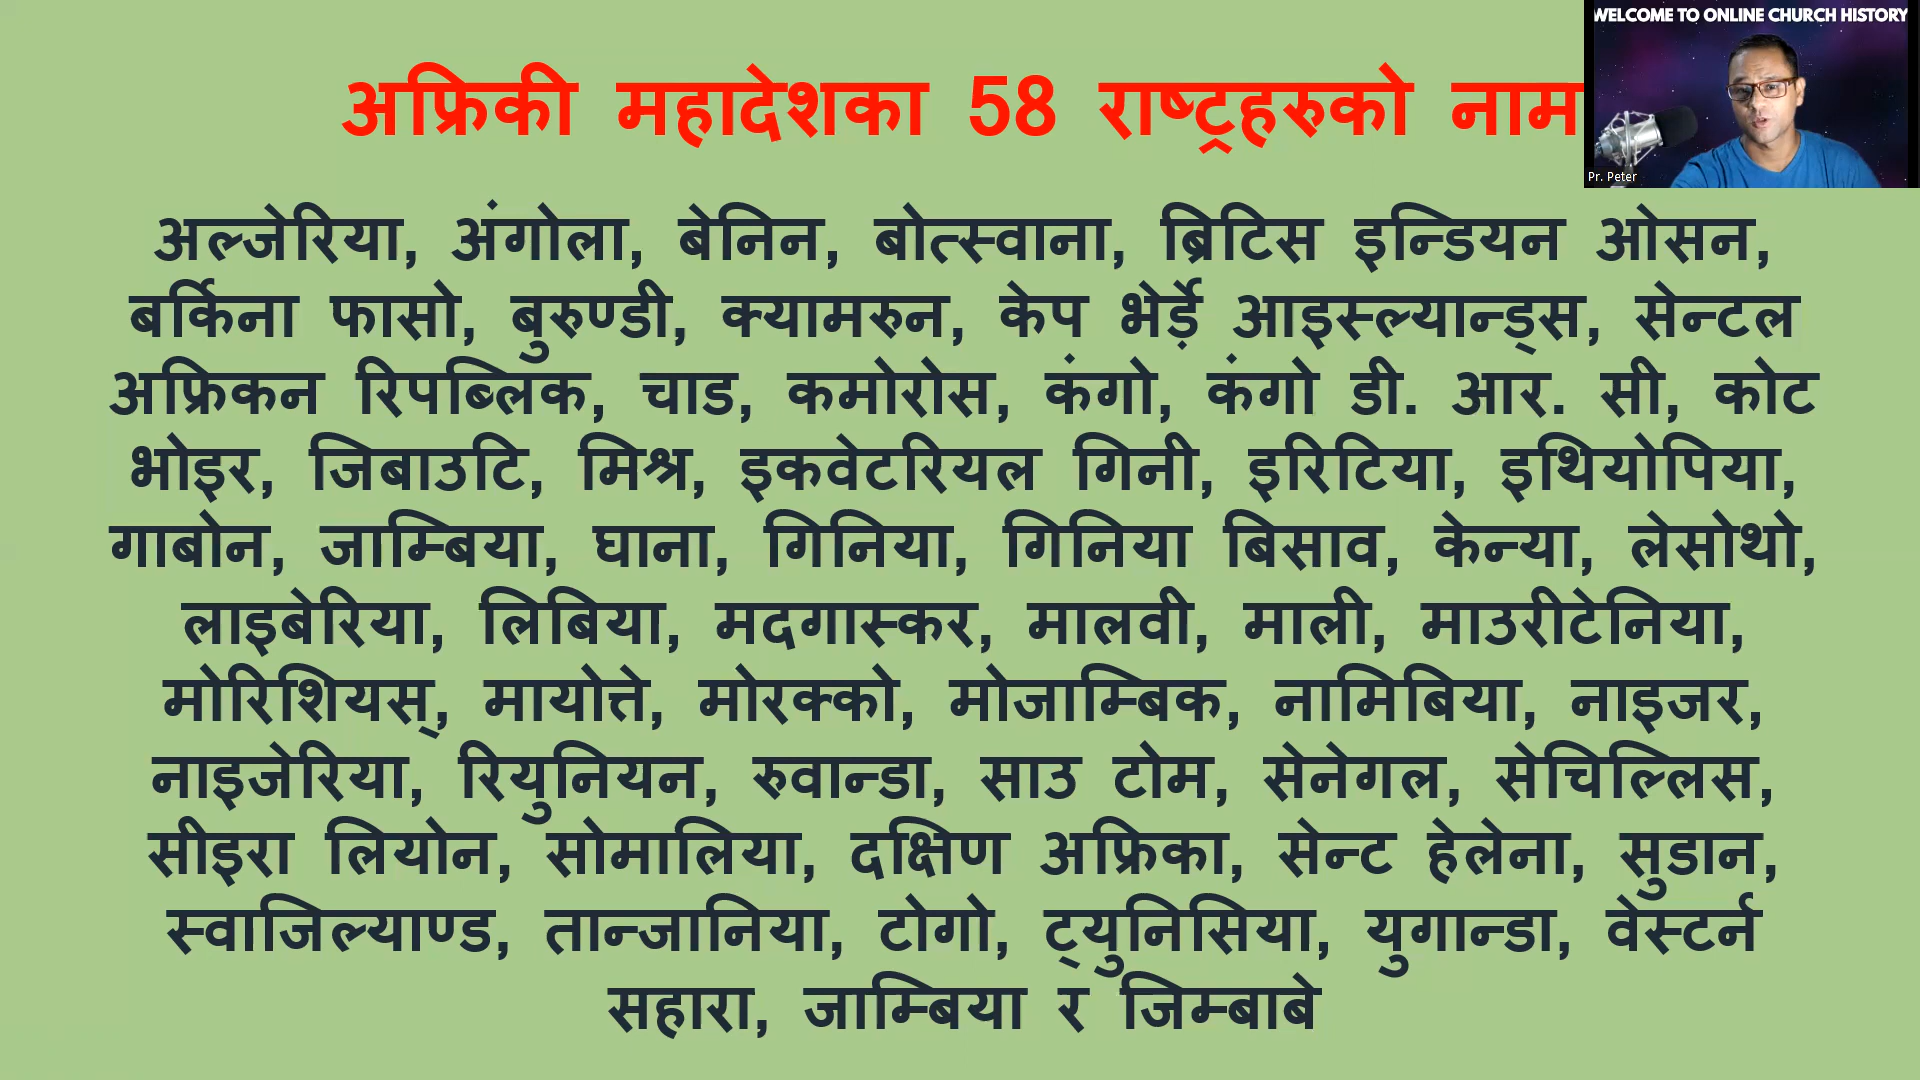 WELCOME TO ONLINE CHURCH HISTORY
अफ्रिकी महादेशका 58 राष्ट्रहरुको नाम
Pr. Peter
अल्जेरिया, अंगोला, बेनिन, बोत्स्वाना, ब्रिटिस इन्डियन ओसन,
बर्किना फासो, बुरुण्डी, क्यामरुन, केप भेर्ड़े आइस्ल्यान्ड्स, सेन्टल
अफ्रिकन रिपब्लिक, चाड, कमोरोस, कंगो, कंगो डी. आर. सी, कोट
भोइर, जिबाउटि, मिश्र, इकवेटरियल गिनी, इरिटिया, इथियोपिया,
गाबोन, जाम्बिया, घाना, गिनिया, गिनिया बिसाव, केन्या, लेसोथो,
लाइबेरिया, लिबिया, मदगास्कर, मालवी, माली, माउरीटेनिया,
मोरिशियस्, मायोत्ते, मोरक्को, मोजाम्बिक, नामिबिया, नाइजर,
नाइजेरिया, रियुनियन, रुवान्डा, साउ टोम, सेनेगल, सेचिल्लिस,
सीइरा लियोन, सोमालिया, दक्षिण अफ्रिका, सेन्ट हेलेना, सुडान,
स्वाजिल्याण्ड, तान्जानिया, टोगो, ट्युनिसिया, युगान्डा, वेस्टर्न
सहारा, जाम्बिया र जिम्बाबे